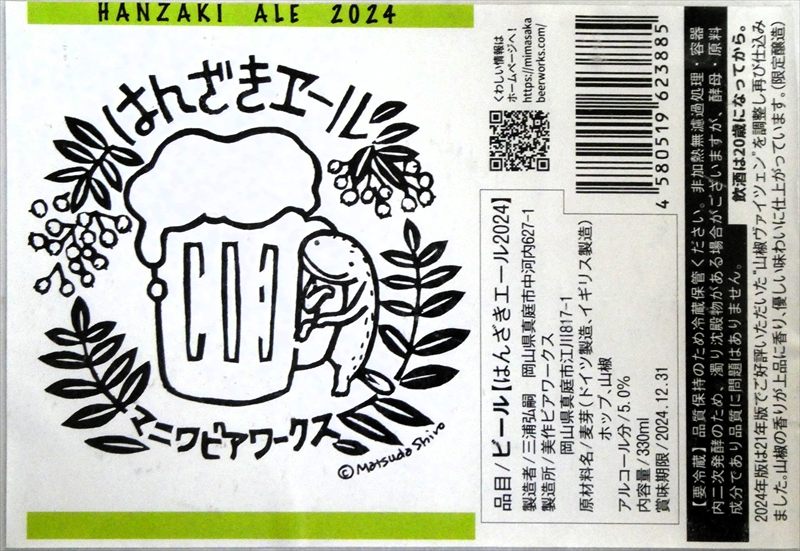 HANZAKI ALE 2024
はんざきエール
マニワビアワークス
©Matsuda Shiro
くわしい情報は
ホームページへ!
https://mimasaka
beerworks.com/
4 580519 623885
品目/ビール【はんざきエール2024】
製造者/三浦弘嗣 岡山県真庭市中河内627-1
製造所/美作ビアワークス
岡山県真庭市江川817-1
原材料名/麦芽(ドイツ製造、イギリス製造)
ホップ、山椒
アルコール分/5.0%
内容量/330ml
賞味期限/2024.12.31
【要冷蔵】品質保持のため冷蔵保管ください。非加熱無濾過処理・容器
内二次発酵のため、濁り沈殿物がある場合がございますが、酵母・原料
成分であり品質に問題はありません。
飲酒は20歳になってから。
2024年版は21年版でご好評いただいた"山椒ヴァイツェン"を調整し再び仕込み
ました。山椒の香りが上品に香り、優しい味わいに仕上がっています。(限定醸造)